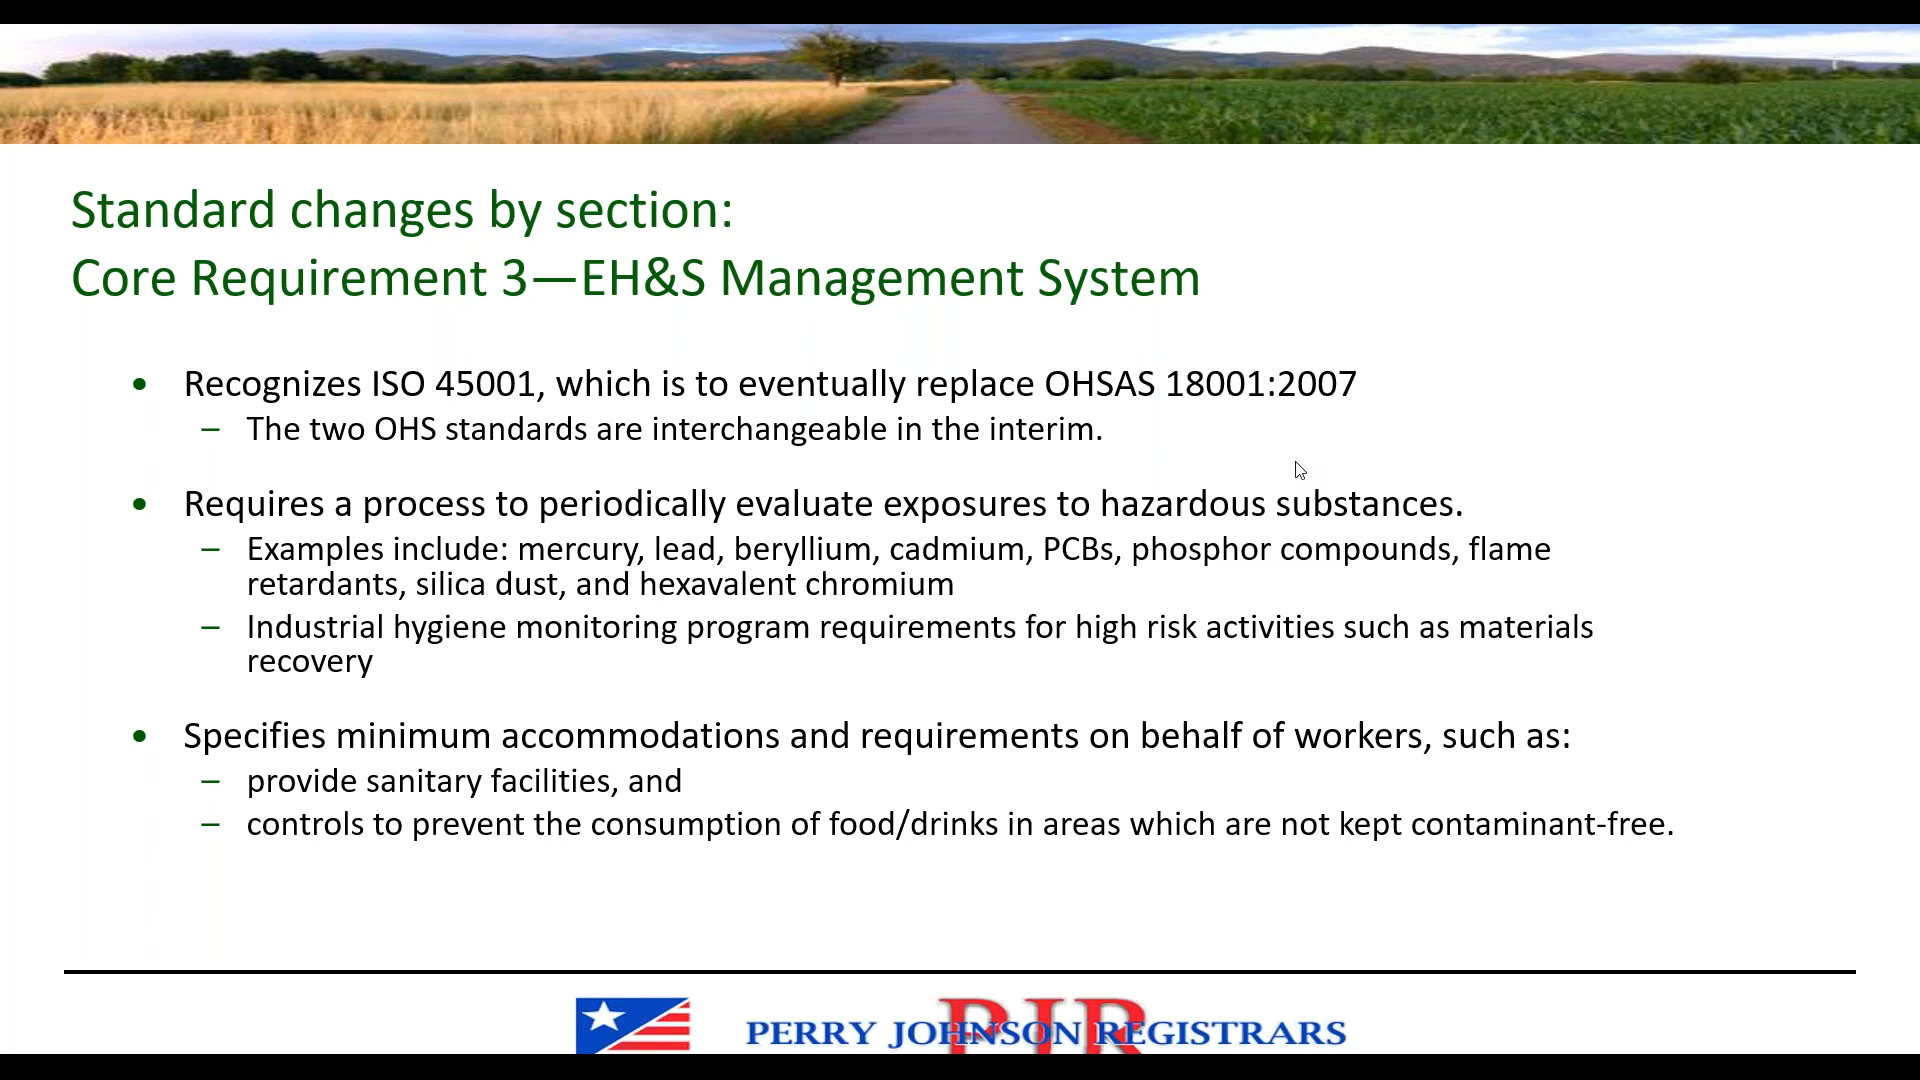 Standard changes by section:
Core Requirement 3—EH&S Management System
• Recognizes ISO 45001, which is to eventually replace OHSAS 18001:2007
– The two OHS standards are interchangeable in the interim.
• Requires a process to periodically evaluate exposures to hazardous substances.
– Examples include: mercury, lead, beryllium, cadmium, PCBs, phosphor compounds, flame
retardants, silica dust, and hexavalent chromium
– Industrial hygiene monitoring program requirements for high risk activities such as materials
recovery
• Specifies minimum accommodations and requirements on behalf of workers, such as:
– provide sanitary facilities, and
– controls to prevent the consumption of food/drinks in areas which are not kept contaminant-free.
PJR
PERRY JOHNSON REGISTRARS